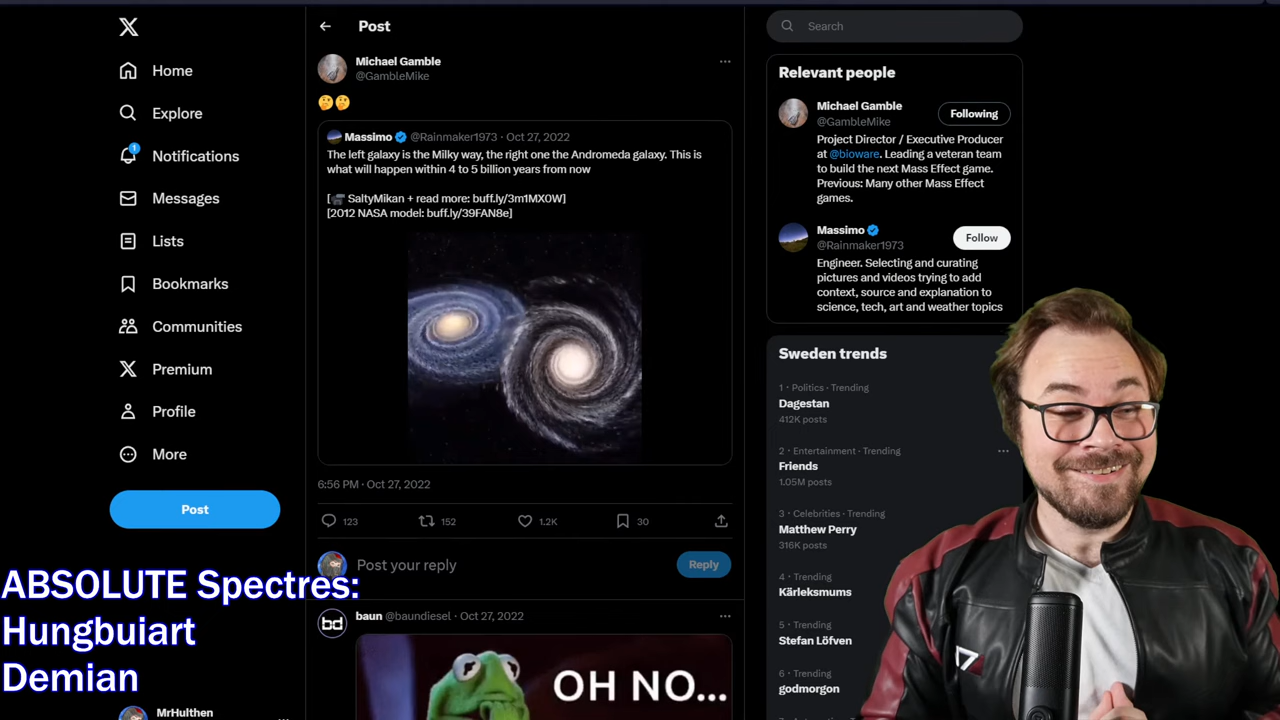 Home
Explore
1
Notifications
Messages
Lists
Bookmarks
Communities
Premium
Profile
More
Post
ABSOLUTE Spectres:
Hungbuiart
Demian
MrHulthen
Post
Michael Gamble
@GambleMike
🤔🤔
Massimo @Rainmaker1973 · Oct 27, 2022
The left galaxy is the Milky way, the right one the Andromeda galaxy. This is
what will happen within 4 to 5 billion years from now
[📹 SaltyMikan + read more: buff.ly/3m1MX0W]
[2012 NASA model: buff.ly/39FAN8e]
6:56 PM · Oct 27, 2022
123 152 1.2K 30
Post your reply
Reply
bd
baun @baundiesel · Oct 27, 2022
OH NO...
Search
Relevant people
Michael Gamble
@GambleMike
Following
Project Director / Executive Producer
at @bioware. Leading a veteran team
to build the next Mass Effect game.
Previous: Many other Mass Effect
games.
Massimo
@Rainmaker1973
Follow
Engineer. Selecting and curating
pictures and videos trying to add
context, source and explanation to
science, tech, art and weather topics
Sweden trends
1 · Politics · Trending
Dagestan
412K posts
2 · Entertainment · Trending
Friends
1.05M posts
3 · Celebrities · Trending
Matthew Perry
316K posts
4 · Trending
Kärleksmums
5 · Trending
Stefan Löfven
6 · Trending
godmorgon